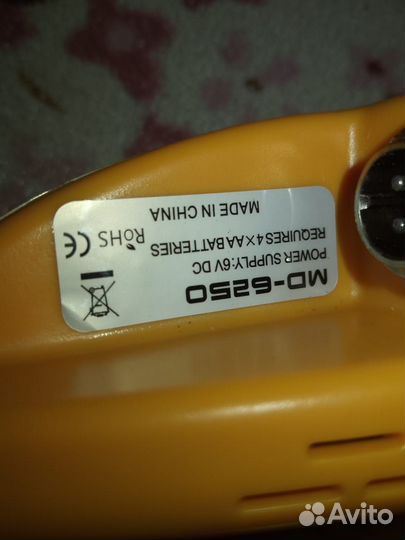 MD-6250
POWER SUPPLY:6V DC
REQUIRES 4×AA BATTERIES
MADE IN CHINA
RoHS CE
Avito